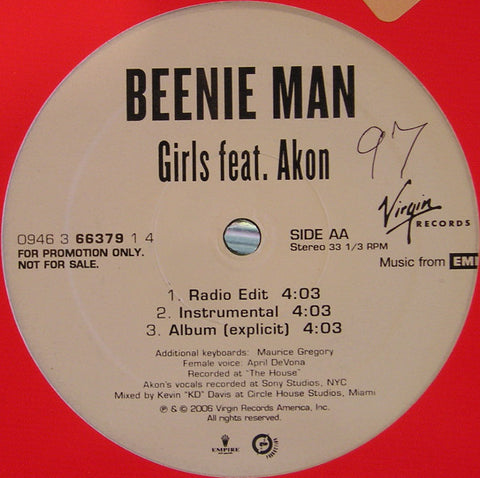 BEENIE MAN
Girls feat. Akon
97
Virgin
RECORDS
0946 3 66379 1 4
FOR PROMOTION ONLY.
NOT FOR SALE.
SIDE AA
Stereo 33 1/3 RPM
Music from EMI
1. Radio Edit 4:03
2. Instrumental 4:03
3. Album (explicit) 4:03
Additional keyboards: Maurice Gregory
Female voice: April DeVona
Recorded at "The House"
Akon's vocals recorded at Sony Studios, NYC
Mixed by Kevin "KD" Davis at Circle House Studios, Miami
℗ & © 2006 Virgin Records America, Inc.
All rights reserved.
EMPIRE